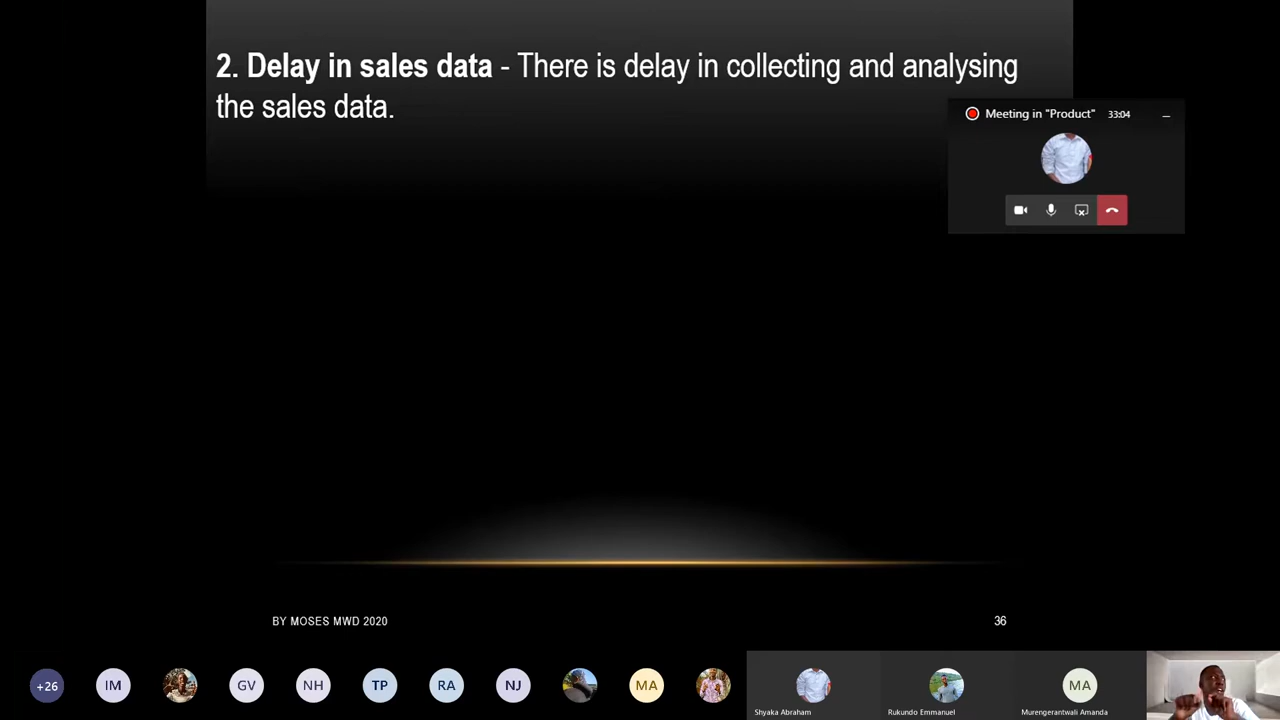 2. Delay in sales data - There is delay in collecting and analysing
the sales data.
Meeting in "Product" 33:04
BY MOSES MWD 2020
36
+26
IM
GV
NH
TP
RA
NJ
MA
MA
Shyaka Abraham
Rukundo Emmanuel
Murengerantwali Amanda